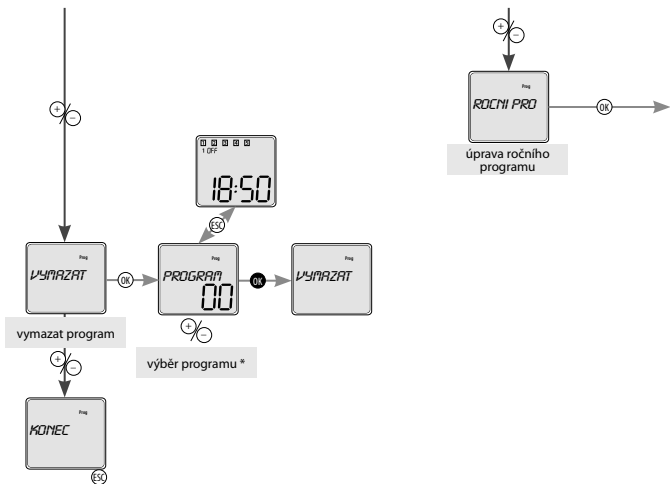 +
−
Prog
ROCNI PRO
OK
úprava ročního
programu
+
−
1 2 3 4 5
1 OFF
18:50
ESC
Prog
VYMAZAT
OK
Prog
PROGRAM
00
OK
Prog
VYMAZAT
vymazat program
+
−
výběr programu *
+
−
Prog
KONEC
ESC